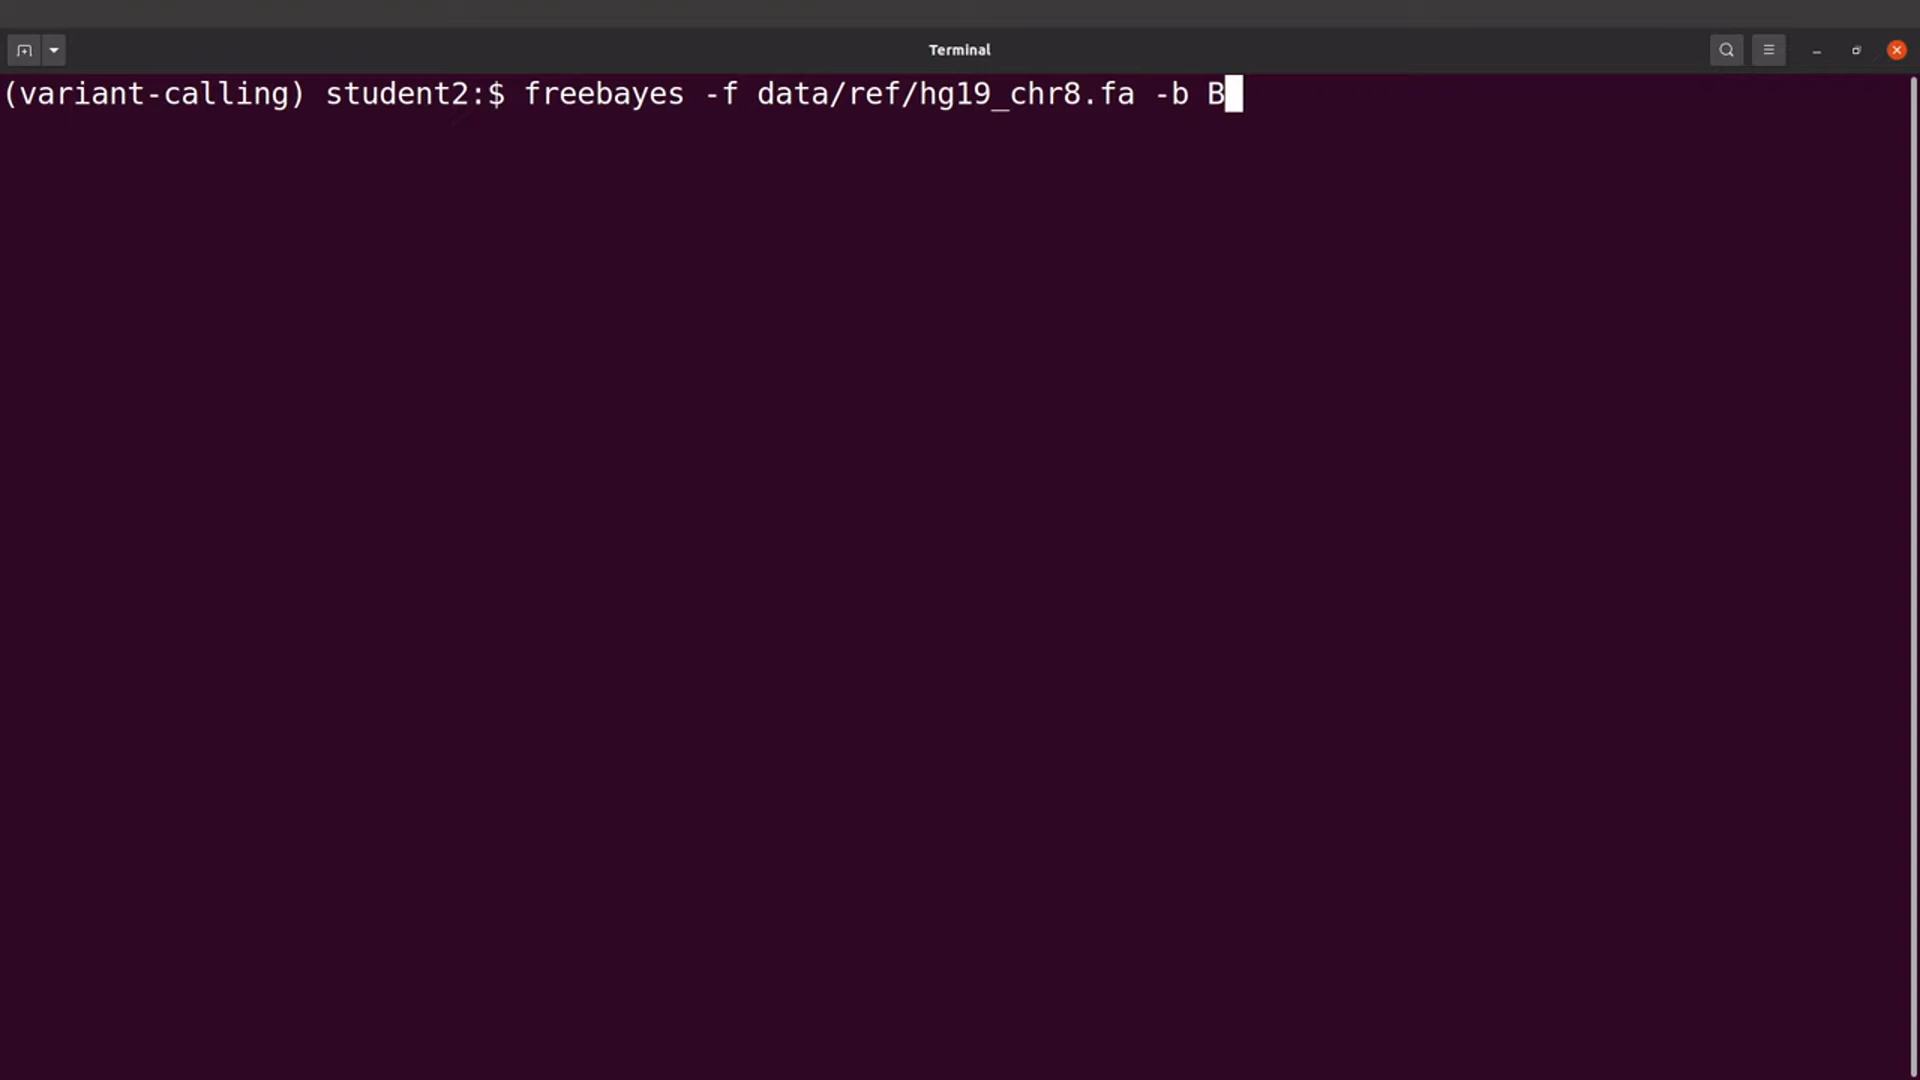 Terminal
(variant-calling) student2:$ freebayes -f data/ref/hg19_chr8.fa -b B